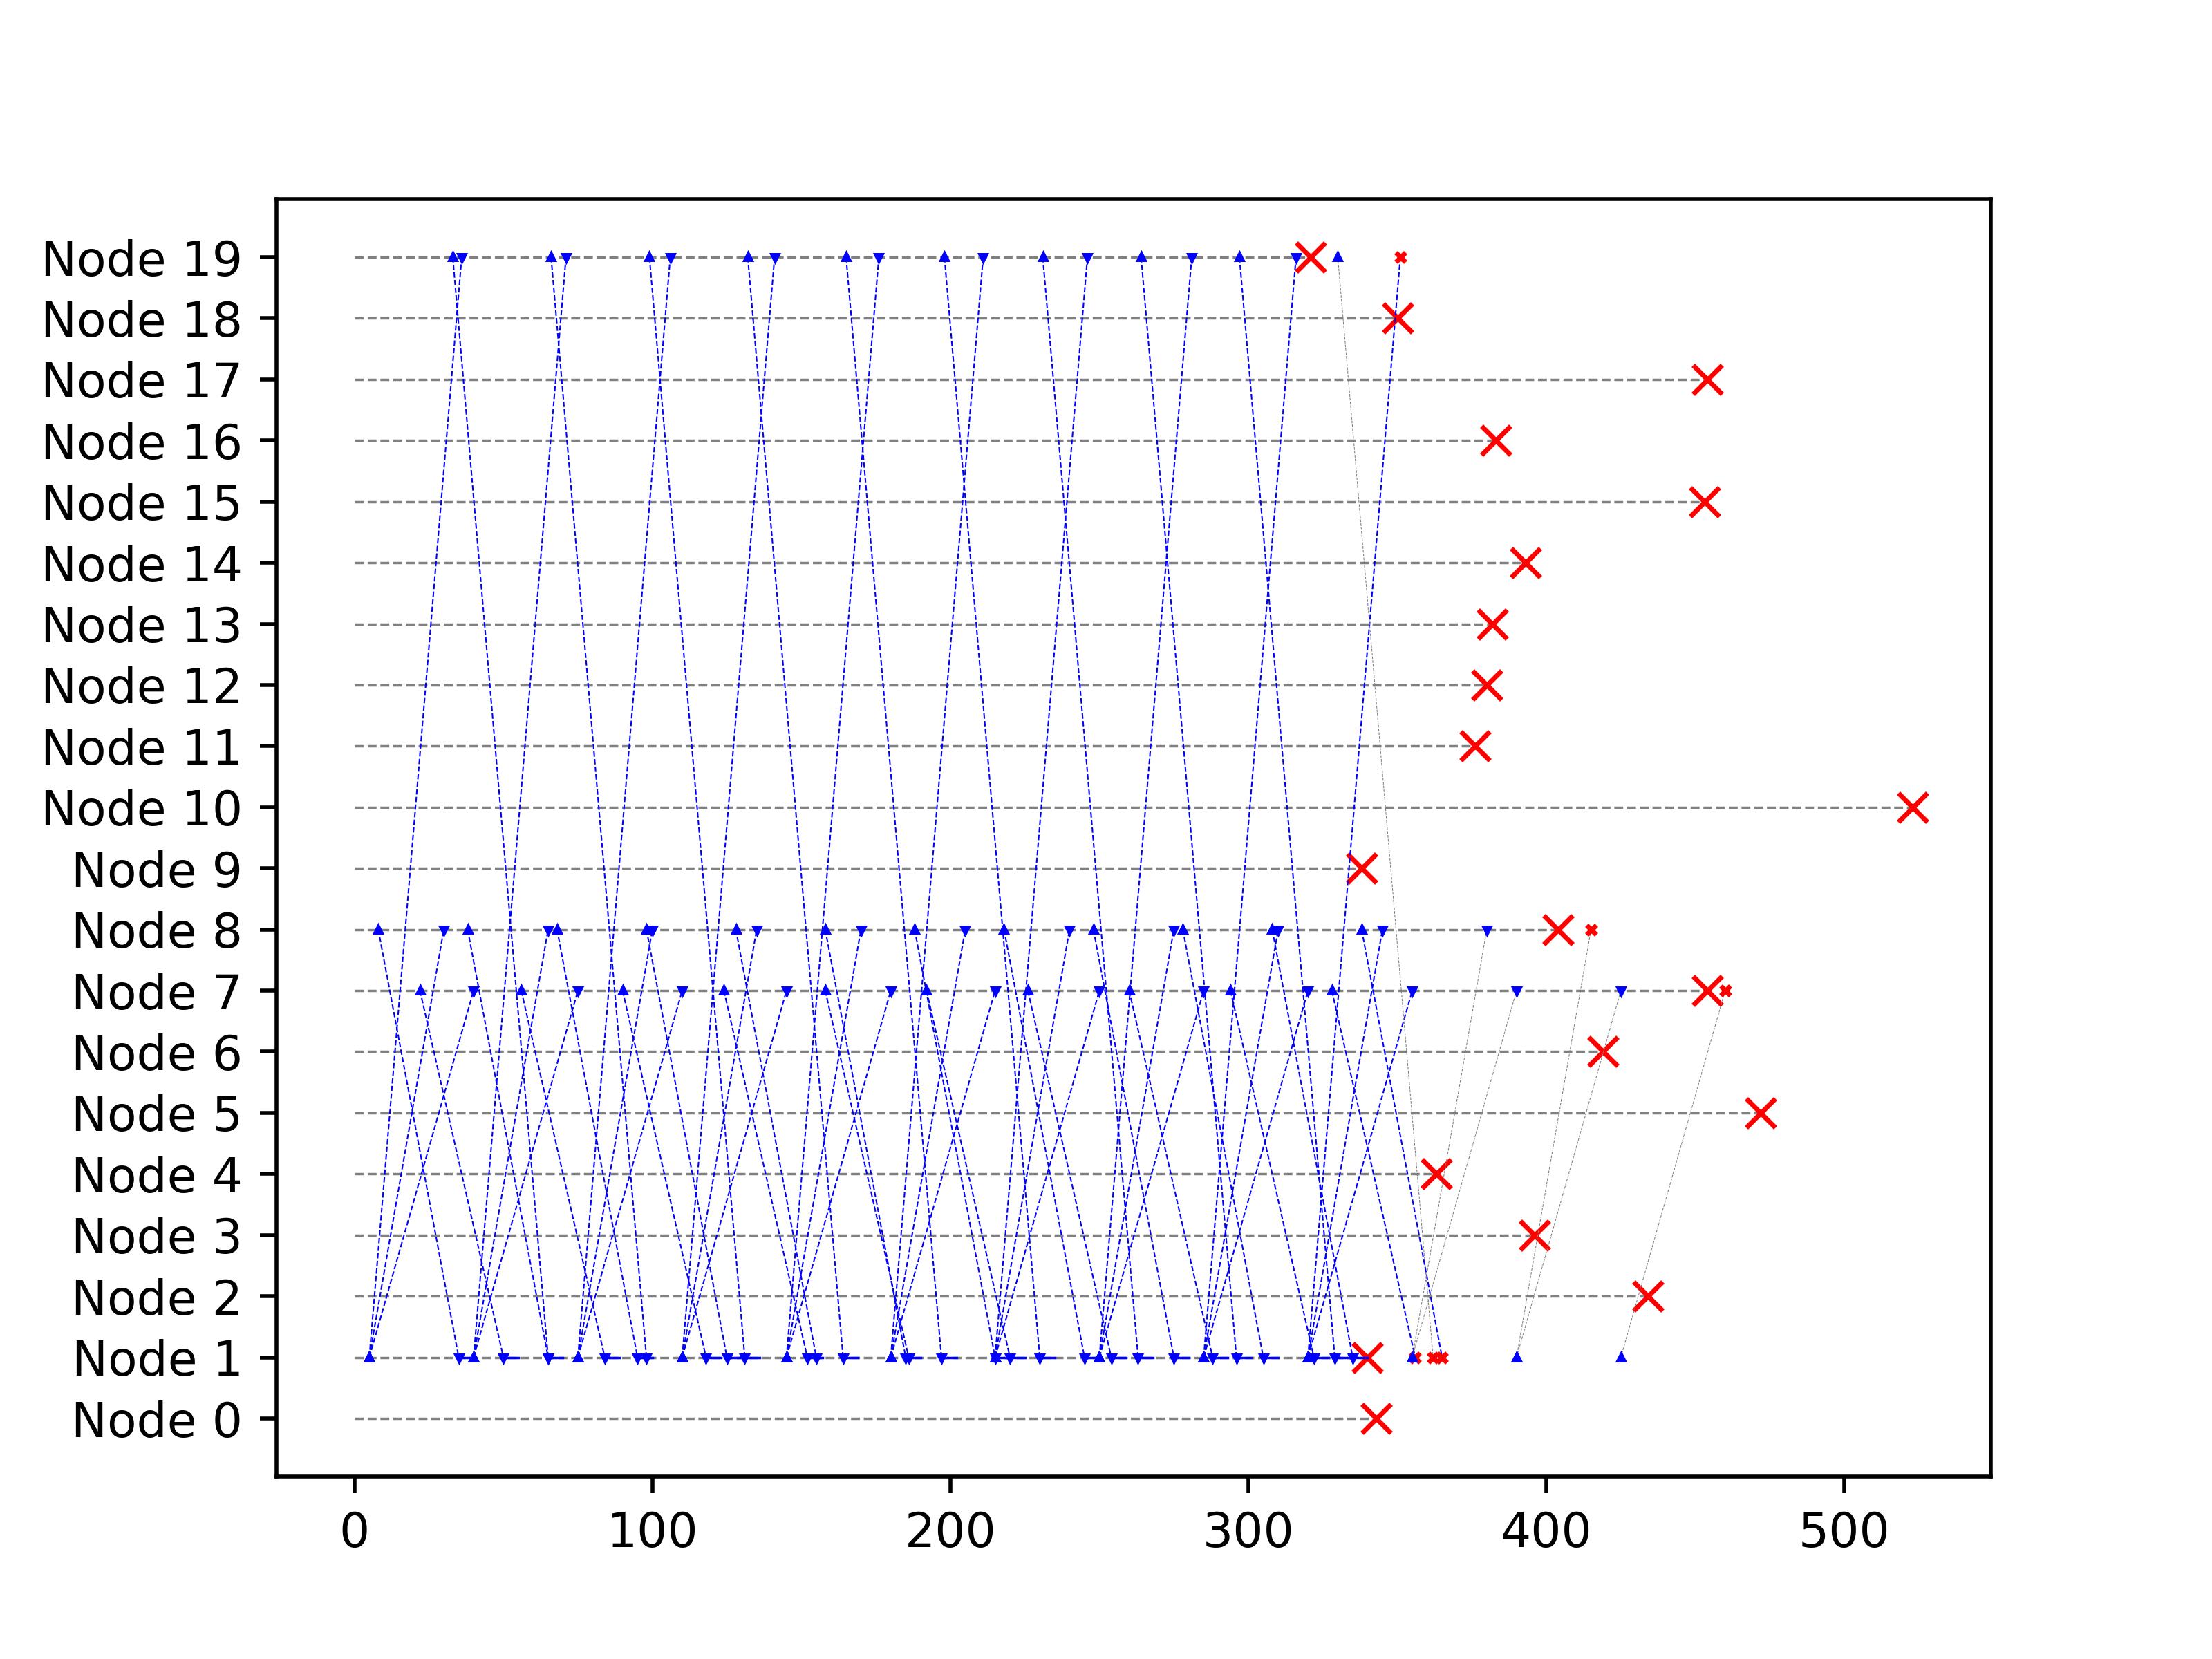 Node 19
Node 18
Node 17
Node 16
Node 15
Node 14
Node 13
Node 12
Node 11
Node 10
Node 9
Node 8
Node 7
Node 6
Node 5
Node 4
Node 3
Node 2
Node 1
Node 0
0 100 200 300 400 500